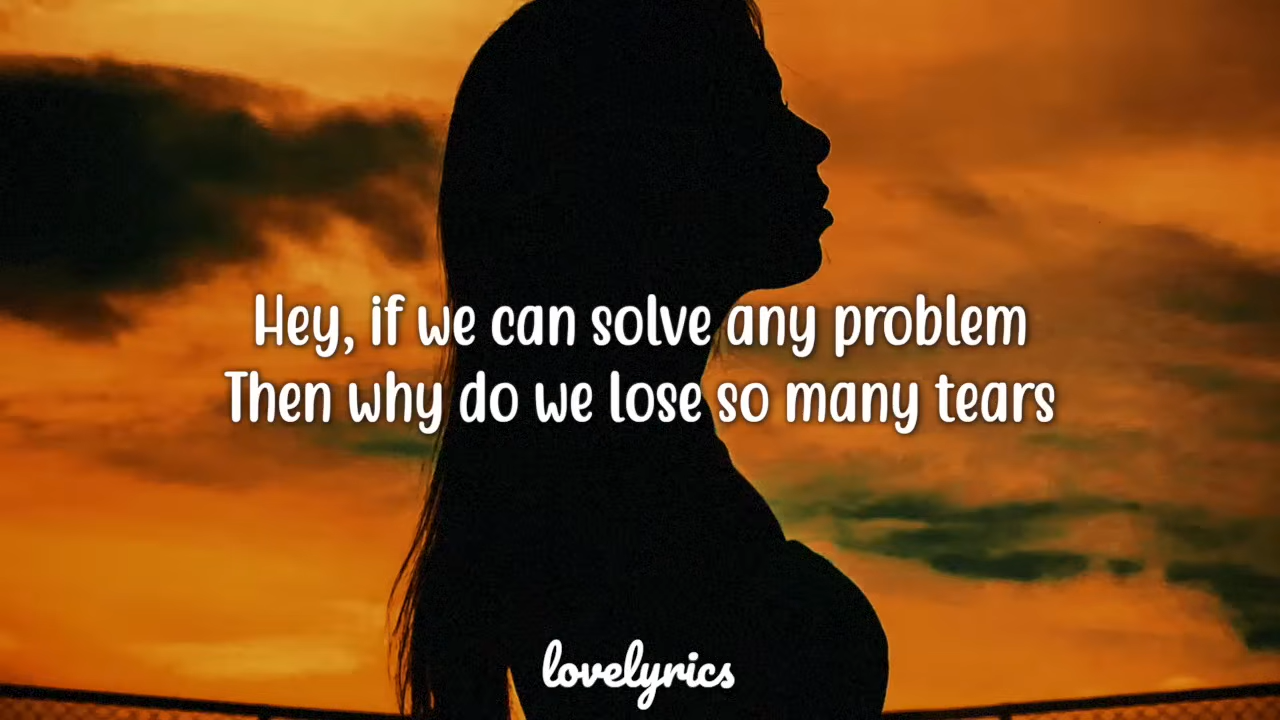 Hey, if we can solve any problem
Then why do we lose so many tears
lovelyrics